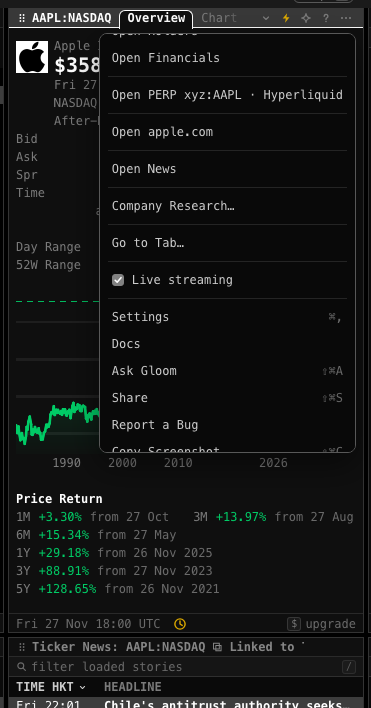 AAPL:NASDAQ Overview Chart ?
Apple
$358
Open Financials
Fri 27
Open PERP xyz:AAPL · Hyperliquid
NASDAQ
After-
Open apple.com
Bid
Ask
Open News
Spr
Time
Company Research…
Day Range
Go to Tab…
52W Range
Live streaming
Settings ⌘,
Docs
Ask Gloom ⇧⌘A
Share ⇧⌘S
Report a Bug
Copy Screenshot ⇧⌘C
1990 2000 2010 2026
Price Return
1M +3.30% from 27 Oct 3M +13.97% from 27 Aug
6M +15.34% from 27 May
1Y +29.18% from 26 Nov 2025
3Y +88.91% from 27 Nov 2023
5Y +128.65% from 26 Nov 2021
Fri 27 Nov 18:00 UTC $ upgrade
Ticker News: AAPL:NASDAQ Linked to
filter loaded stories /
TIME HKT HEADLINE
Fri 22:01 Chile's antitrust authority seeks…